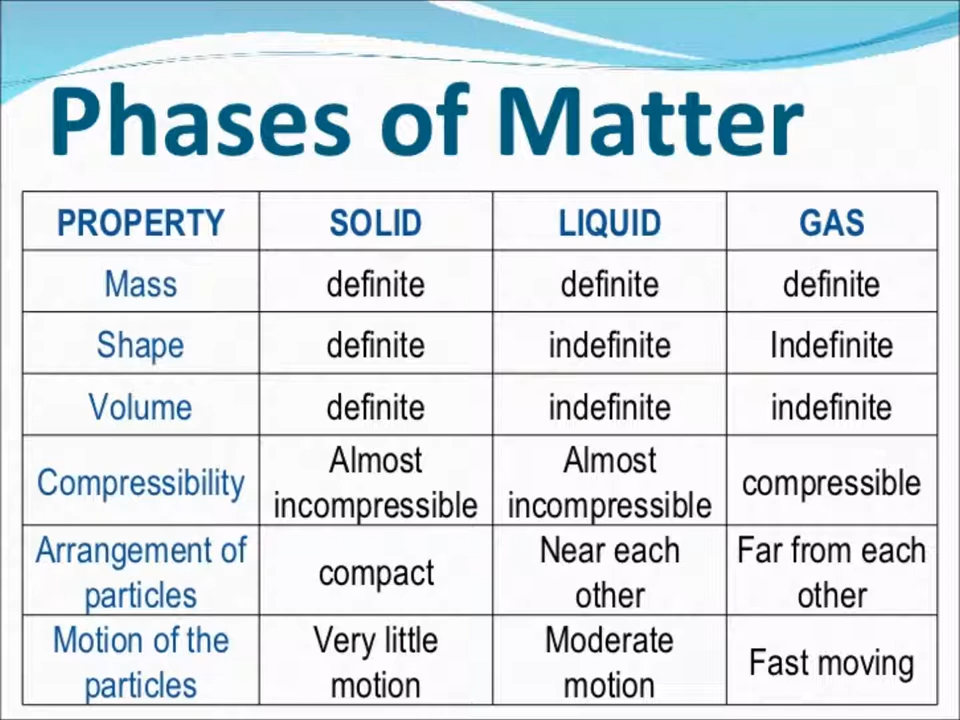 Phases of Matter
PROPERTY SOLID LIQUID GAS
Mass definite definite definite
Shape definite indefinite Indefinite
Volume definite indefinite indefinite
Compressibility Almost incompressible Almost incompressible compressible
Arrangement of particles compact Near each other Far from each other
Motion of the particles Very little motion Moderate motion Fast moving